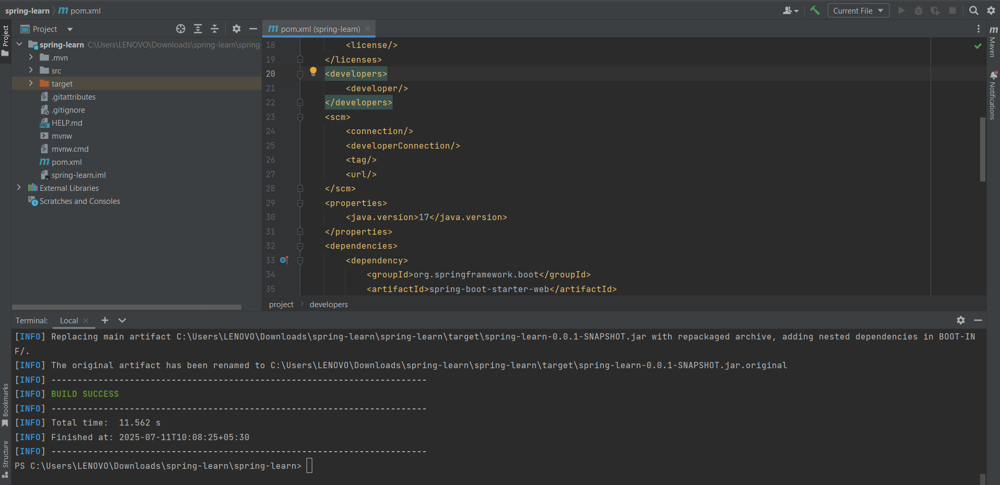 spring-learn
pom.xml
Current File
Project
Project
spring-learn C:\Users\LENOVO\Downloads\spring-learn\spring-
.mvn
src
target
.gitattributes
.gitignore
HELP.md
mvnw
mvnw.cmd
pom.xml
spring-learn.iml
External Libraries
Scratches and Consoles
pom.xml (spring-learn)
18 <license/>
19 </licenses>
20 <developers>
21 <developer/>
22 </developers>
23 <scm>
24 <connection/>
25 <developerConnection/>
26 <tag/>
27 <url/>
28 </scm>
29 <properties>
30 <java.version>17</java.version>
31 </properties>
32 <dependencies>
33 <dependency>
34 <groupId>org.springframework.boot</groupId>
35 <artifactId>spring-boot-starter-web</artifactId>
project
developers
Maven
Notifications
Terminal:
Local
[INFO] Replacing main artifact C:\Users\LENOVO\Downloads\spring-learn\spring-learn\target\spring-learn-0.0.1-SNAPSHOT.jar with repackaged archive, adding nested dependencies in BOOT-IN
F/.
[INFO] The original artifact has been renamed to C:\Users\LENOVO\Downloads\spring-learn\spring-learn\target\spring-learn-0.0.1-SNAPSHOT.jar.original
[INFO] ------------------------------------------------------------------------
[INFO] BUILD SUCCESS
[INFO] ------------------------------------------------------------------------
[INFO] Total time:  11.562 s
[INFO] Finished at: 2025-07-11T10:08:25+05:30
[INFO] ------------------------------------------------------------------------
PS C:\Users\LENOVO\Downloads\spring-learn\spring-learn>
Bookmarks
Structure